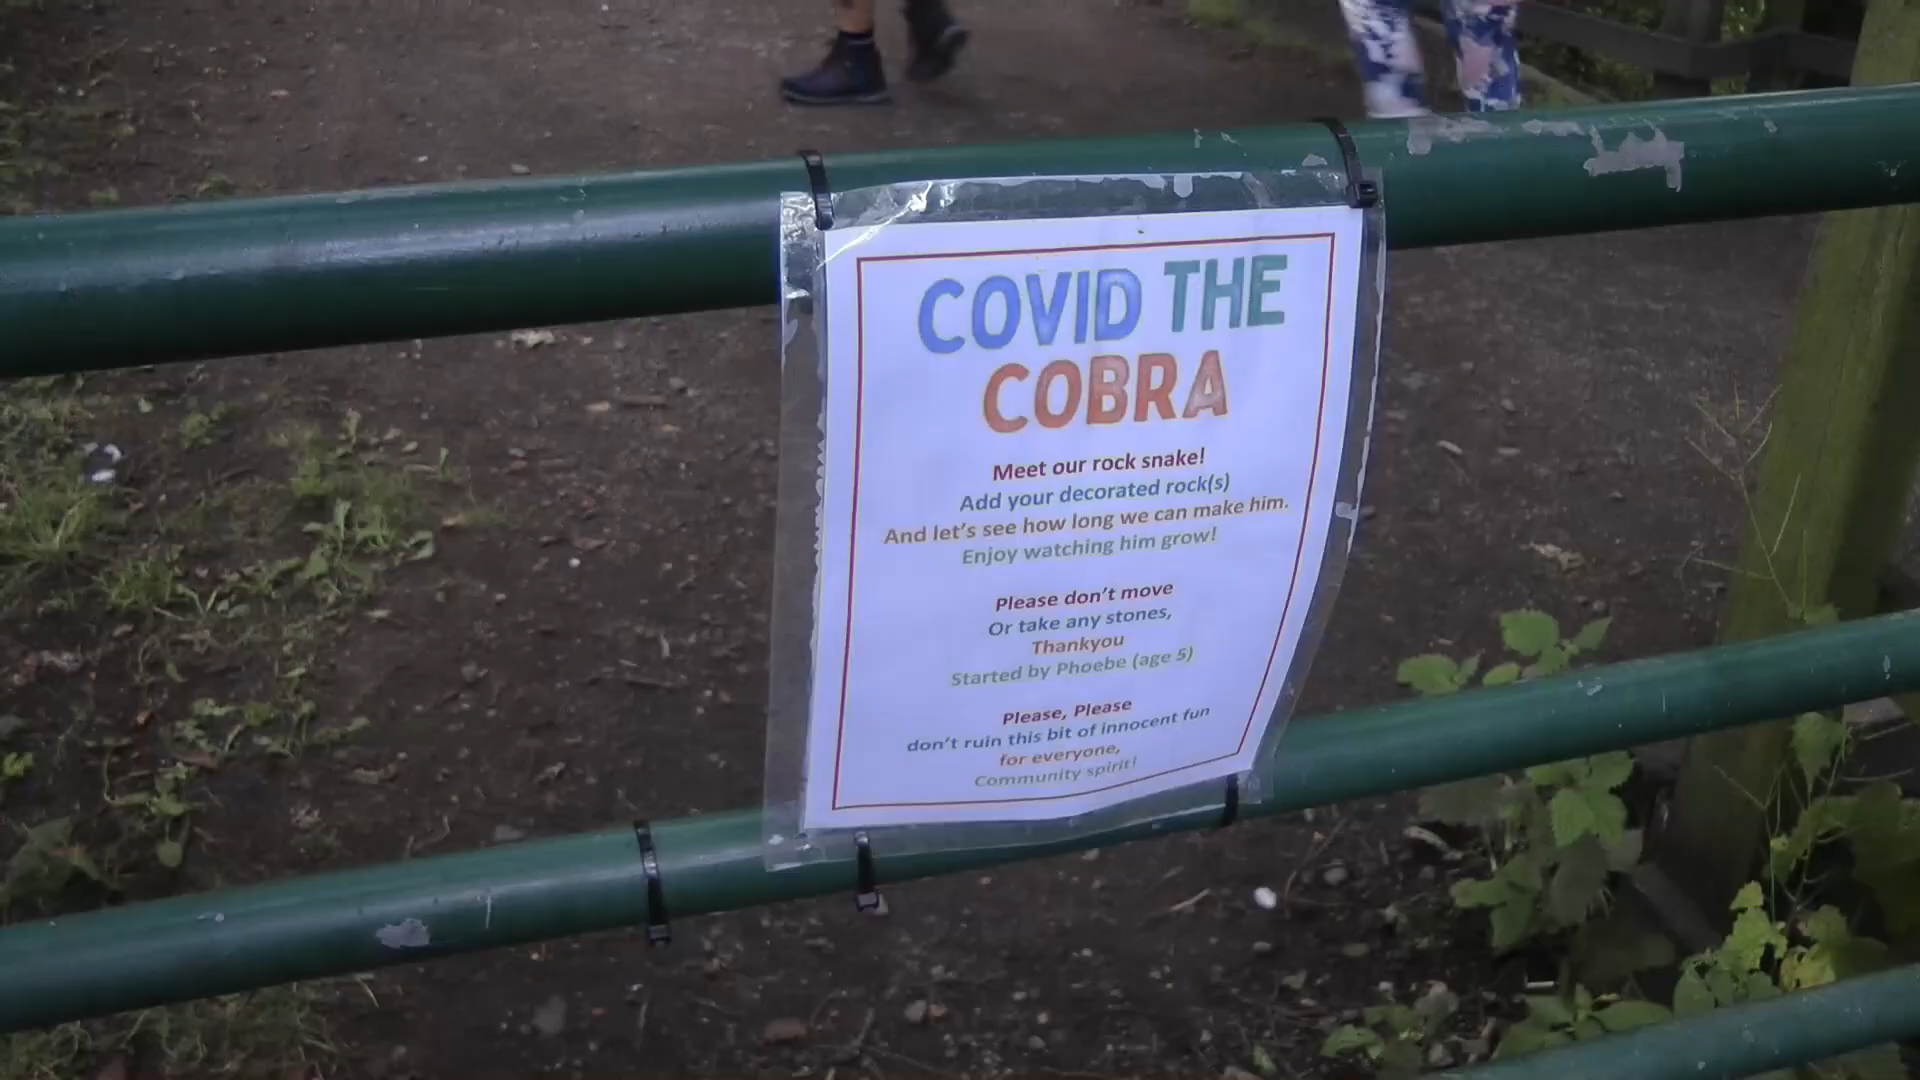 COVID THE
COBRA
Meet our rock snake!
Add your decorated rock(s)
And let's see how long we can make him.
Enjoy watching him grow!
Please don't move
Or take any stones,
Thankyou
Started by Phoebe (age 5)
Please, Please
don't ruin this bit of innocent fun
for everyone,
Community spirit!